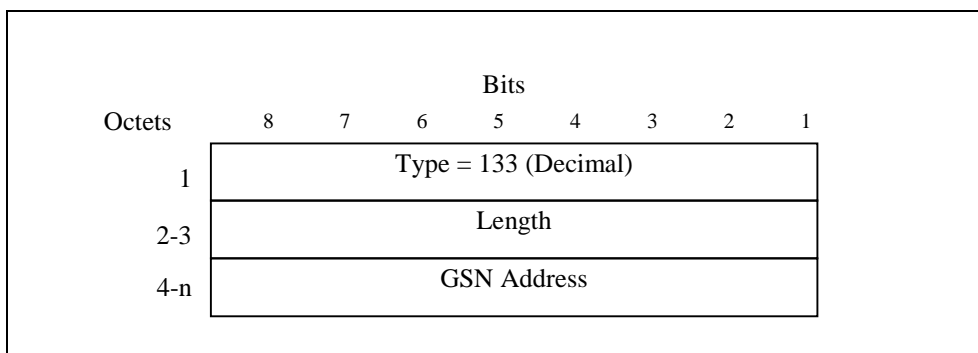 Bits
Octets 8 7 6 5 4 3 2 1
1 Type = 133 (Decimal)
2-3 Length
4-n GSN Address